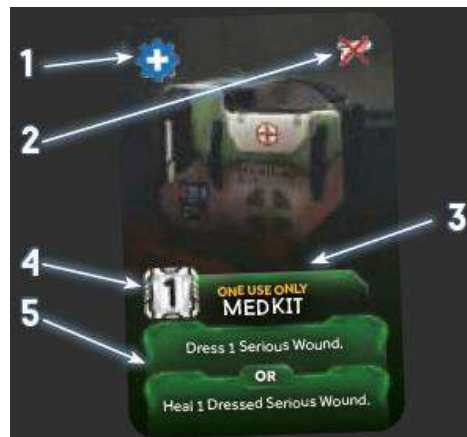 1
2
3
4
5
1
ONE USE ONLY
MEDKIT
Dress 1 Serious Wound.
OR
Heal 1 Dressed Serious Wound.